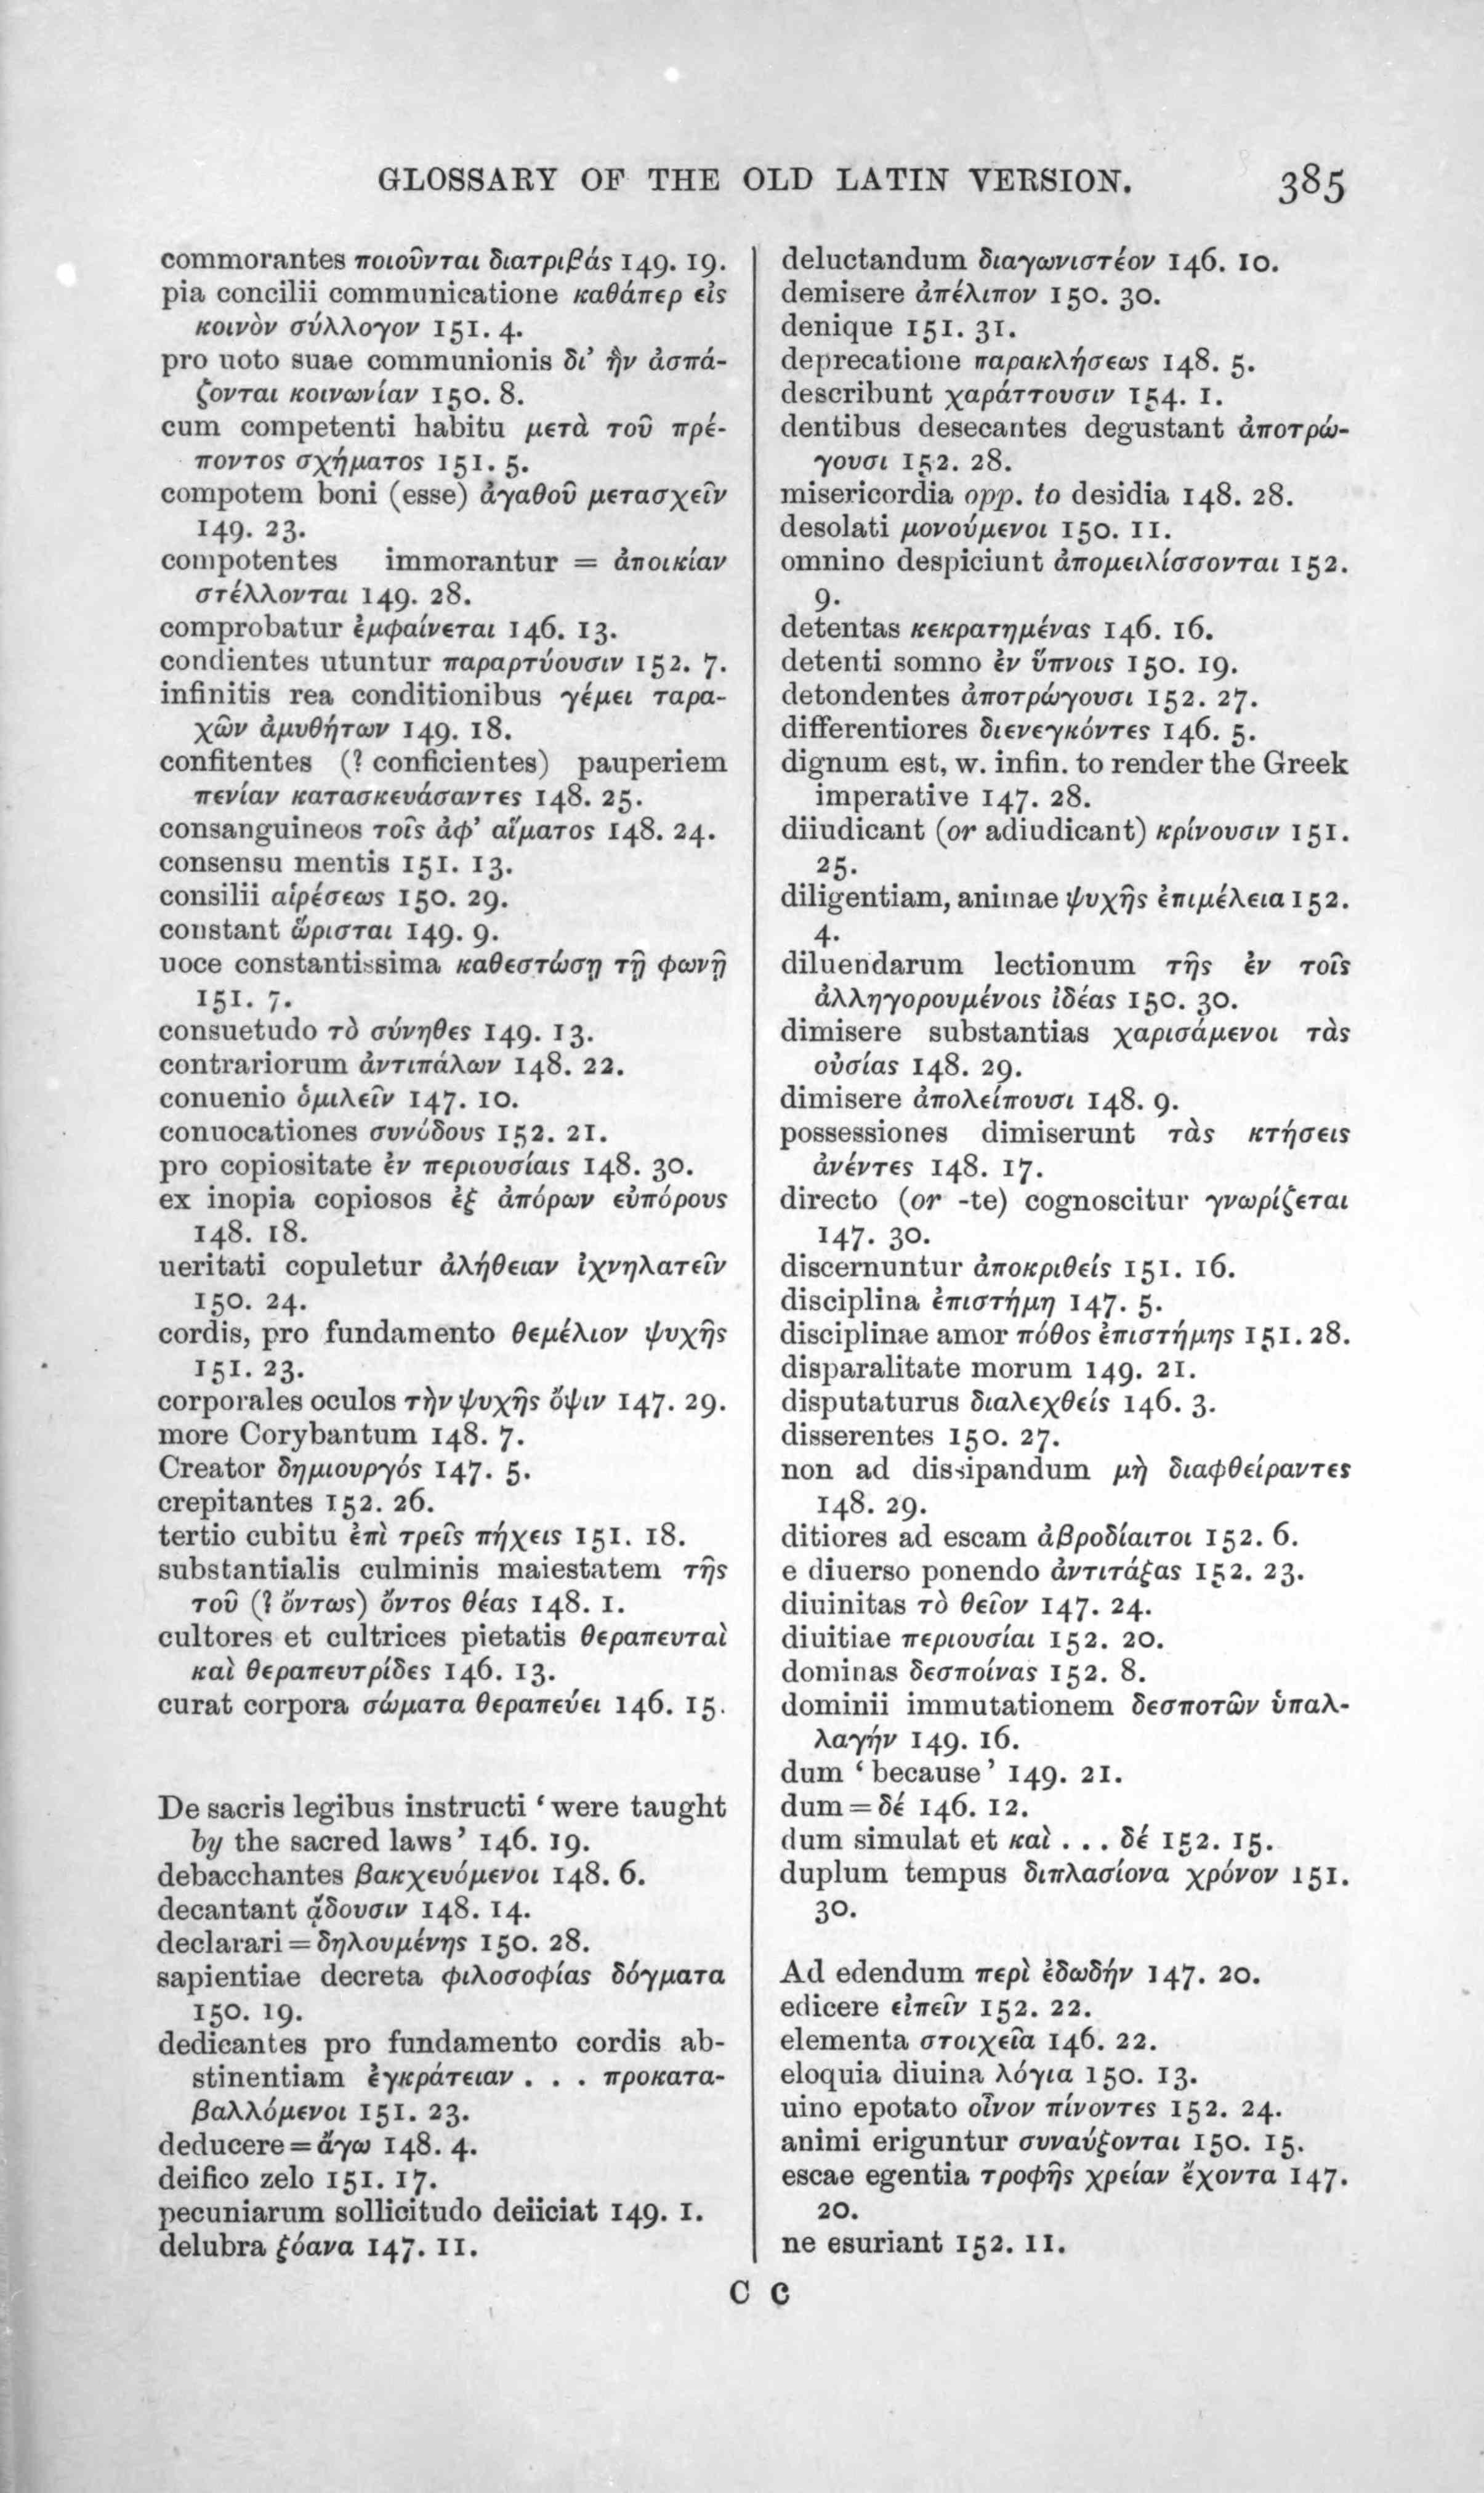 GLOSSARY OF THE OLD LATIN VERSION. 385
commorantes ποιοῦνται διατριβάς 149. 19.
pia concilii communicatione καθάπερ εἰς
κοινὸν σύλλογον 151. 4.
pro uoto suae communionis δι’ ἣν ἀσπά-
ζονται κοινωνίαν 150. 8.
cum competenti habitu μετὰ τοῦ πρέ-
ποντος σχήματος 151. 5.
compotem boni (esse) ἀγαθοῦ μετασχεῖν
149. 23.
compotentes immorantur = ἀποικίαν
στέλλονται 149. 28.
comprobatur ἐμφαίνεται 146. 13.
condientes utuntur παραρτύουσιν 152. 7.
infinitis rea conditionibus γέμει ταρα-
χῶν ἀμυθήτων 149. 18.
confitentes (? conficientes) pauperiem
πενίαν κατασκευάσαντες 148. 25.
consanguineos τοῖς ἀφ’ αἵματος 148. 24.
consensu mentis 151. 13.
consilii αἱρέσεως 150. 29.
constant ὥρισται 149. 9.
uoce constantissima καθεστώσῃ τῇ φωνῇ
151. 7.
consuetudo τὸ σύνηθες 149. 13.
contrariorum ἀντιπάλων 148. 22.
conuenio ὁμιλεῖν 147. 10.
conuocationes συνόδους 152. 21.
pro copiositate ἐν περιουσίαις 148. 30.
ex inopia copiosos ἐξ ἀπόρων εὐπόρους
148. 18.
ueritati copuletur ἀλήθειαν ἰχνηλατεῖν
150. 24.
cordis, pro fundamento θεμέλιον ψυχῆς
151. 23.
corporales oculos τὴν ψυχῆς ὄψιν 147. 29.
more Corybantum 148. 7.
Creator δημιουργός 147. 5.
crepitantes 152. 26.
tertio cubitu ἐπὶ τρεῖς πήχεις 151. 18.
substantialis culminis maiestatem τῆς
τοῦ (? ὄντως) ὄντος θέας 148. 1.
cultores et cultrices pietatis θεραπευταὶ
καὶ θεραπευτρίδες 146. 13.
curat corpora σώματα θεραπεύει 146. 15.
De sacris legibus instructi ‘were taught
by the sacred laws’ 146. 19.
debacchantes βακχευόμενοι 148. 6.
decantant ᾄδουσιν 148. 14.
declarari = δηλουμένης 150. 28.
sapientiae decreta φιλοσοφίας δόγματα
150. 19.
dedicantes pro fundamento cordis ab-
stinentiam ἐγκράτειαν . . . προκατα-
βαλλόμενοι 151. 23.
deducere = ἄγω 148. 4.
deifico zelo 151. 17.
pecuniarum sollicitudo deiiciat 149. 1.
delubra ξόανα 147. 11.
deluctandum διαγωνιστέον 146. 10.
demisere ἀπέλιπον 150. 30.
denique 151. 31.
deprecatione παρακλήσεως 148. 5.
describunt χαράττουσιν 154. 1.
dentibus desecantes degustant ἀποτρώ-
γουσι 152. 28.
misericordia opp. to desidia 148. 28.
desolati μονούμενοι 150. 11.
omnino despiciunt ἀπομειλίσσονται 152.
9.
detentas κεκρατημένας 146. 16.
detenti somno ἐν ὕπνοις 150. 19.
detondentes ἀποτρώγουσι 152. 27.
differentiores διενεγκόντες 146. 5.
dignum est, w. infin. to render the Greek
imperative 147. 28.
diiudicant (or adiudicant) κρίνουσιν 151.
25.
diligentiam, animae ψυχῆς ἐπιμέλεια 152.
4.
diluendarum lectionum τῆς ἐν τοῖς
ἀλληγορουμένοις ἰδέας 150. 30.
dimisere substantias χαρισάμενοι τὰς
οὐσίας 148. 29.
dimisere ἀπολείπουσι 148. 9.
possessiones dimiserunt τὰς κτήσεις
ἀνέντες 148. 17.
directo (or -te) cognoscitur γνωρίζεται
147. 30.
discernuntur ἀποκριθείς 151. 16.
disciplina ἐπιστήμη 147. 5.
disciplinae amor πόθος ἐπιστήμης 151. 28.
disparalitate morum 149. 21.
disputaturus διαλεχθείς 146. 3.
disserentes 150. 27.
non ad dissipandum μὴ διαφθείραντες
148. 29.
ditiores ad escam ἁβροδίαιτοι 152. 6.
e diuerso ponendo ἀντιτάξας 152. 23.
diuinitas τὸ θεῖον 147. 24.
diuitiae περιουσίαι 152. 20.
dominas δεσποίνας 152. 8.
dominii immutationem δεσποτῶν ὑπαλ-
λαγήν 149. 16.
dum ‘because’ 149. 21.
dum = δέ 146. 12.
dum simulat et καὶ . . . δέ 152. 15.
duplum tempus διπλασίονα χρόνον 151.
30.
Ad edendum περὶ ἐδωδήν 147. 20.
edicere εἰπεῖν 152. 22.
elementa στοιχεῖα 146. 22.
eloquia diuina λόγια 150. 13.
uino epotato οἶνον πίνοντες 152. 24.
animi eriguntur συναύξονται 150. 15.
escae egentia τροφῆς χρείαν ἔχοντα 147.
20.
ne esuriant 152. 11.
C C